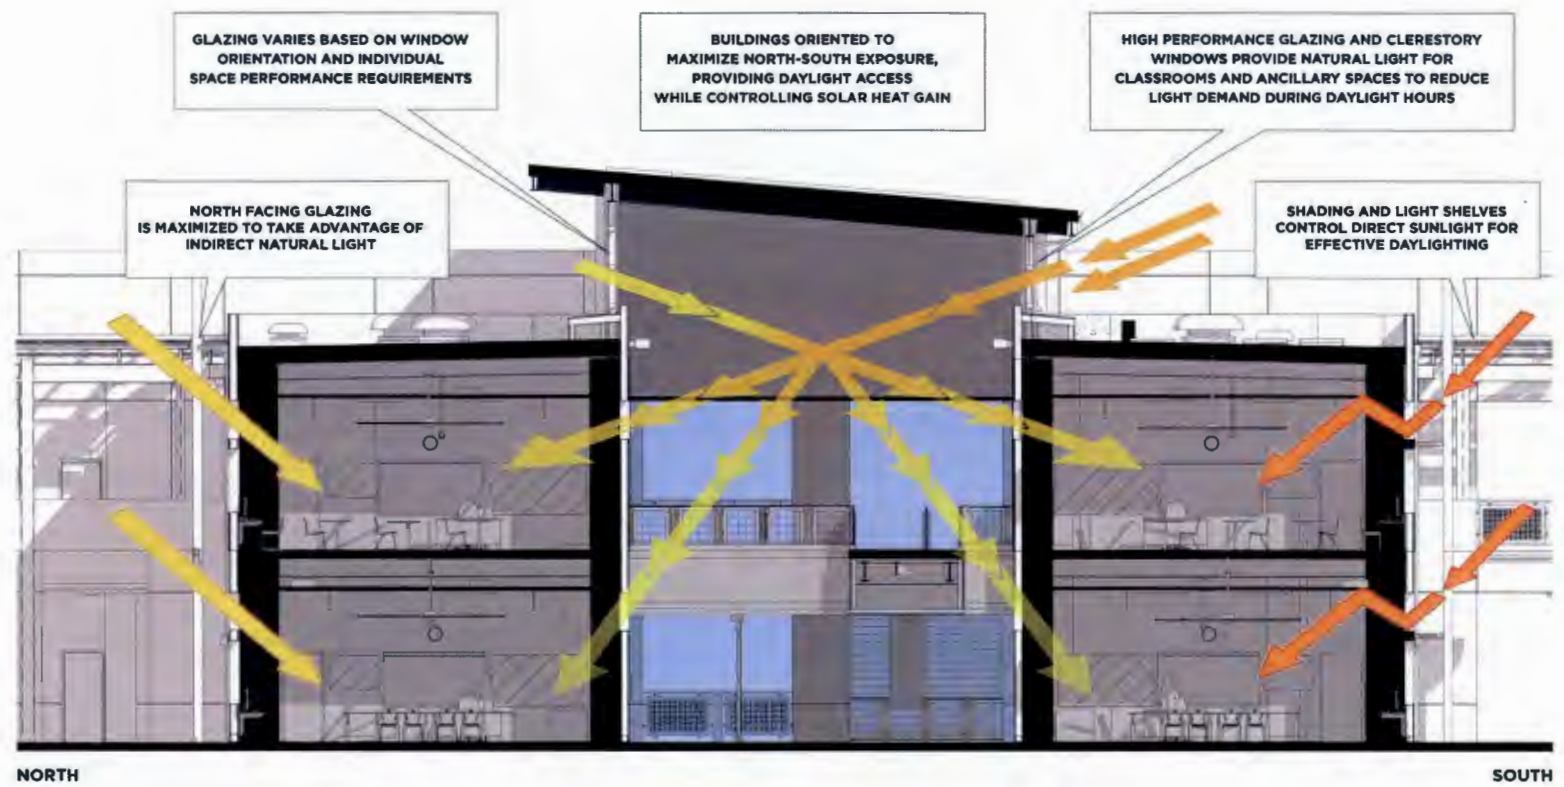 GLAZING VARIES BASED ON WINDOW
ORIENTATION AND INDIVIDUAL
SPACE PERFORMANCE REQUIREMENTS
BUILDINGS ORIENTED TO
MAXIMIZE NORTH-SOUTH EXPOSURE,
PROVIDING DAYLIGHT ACCESS
WHILE CONTROLLING SOLAR HEAT GAIN
HIGH PERFORMANCE GLAZING AND CLERESTORY
WINDOWS PROVIDE NATURAL LIGHT FOR
CLASSROOMS AND ANCILLARY SPACES TO REDUCE
LIGHT DEMAND DURING DAYLIGHT HOURS
NORTH FACING GLAZING
IS MAXIMIZED TO TAKE ADVANTAGE OF
INDIRECT NATURAL LIGHT
SHADING AND LIGHT SHELVES
CONTROL DIRECT SUNLIGHT FOR
EFFECTIVE DAYLIGHTING
NORTH
SOUTH